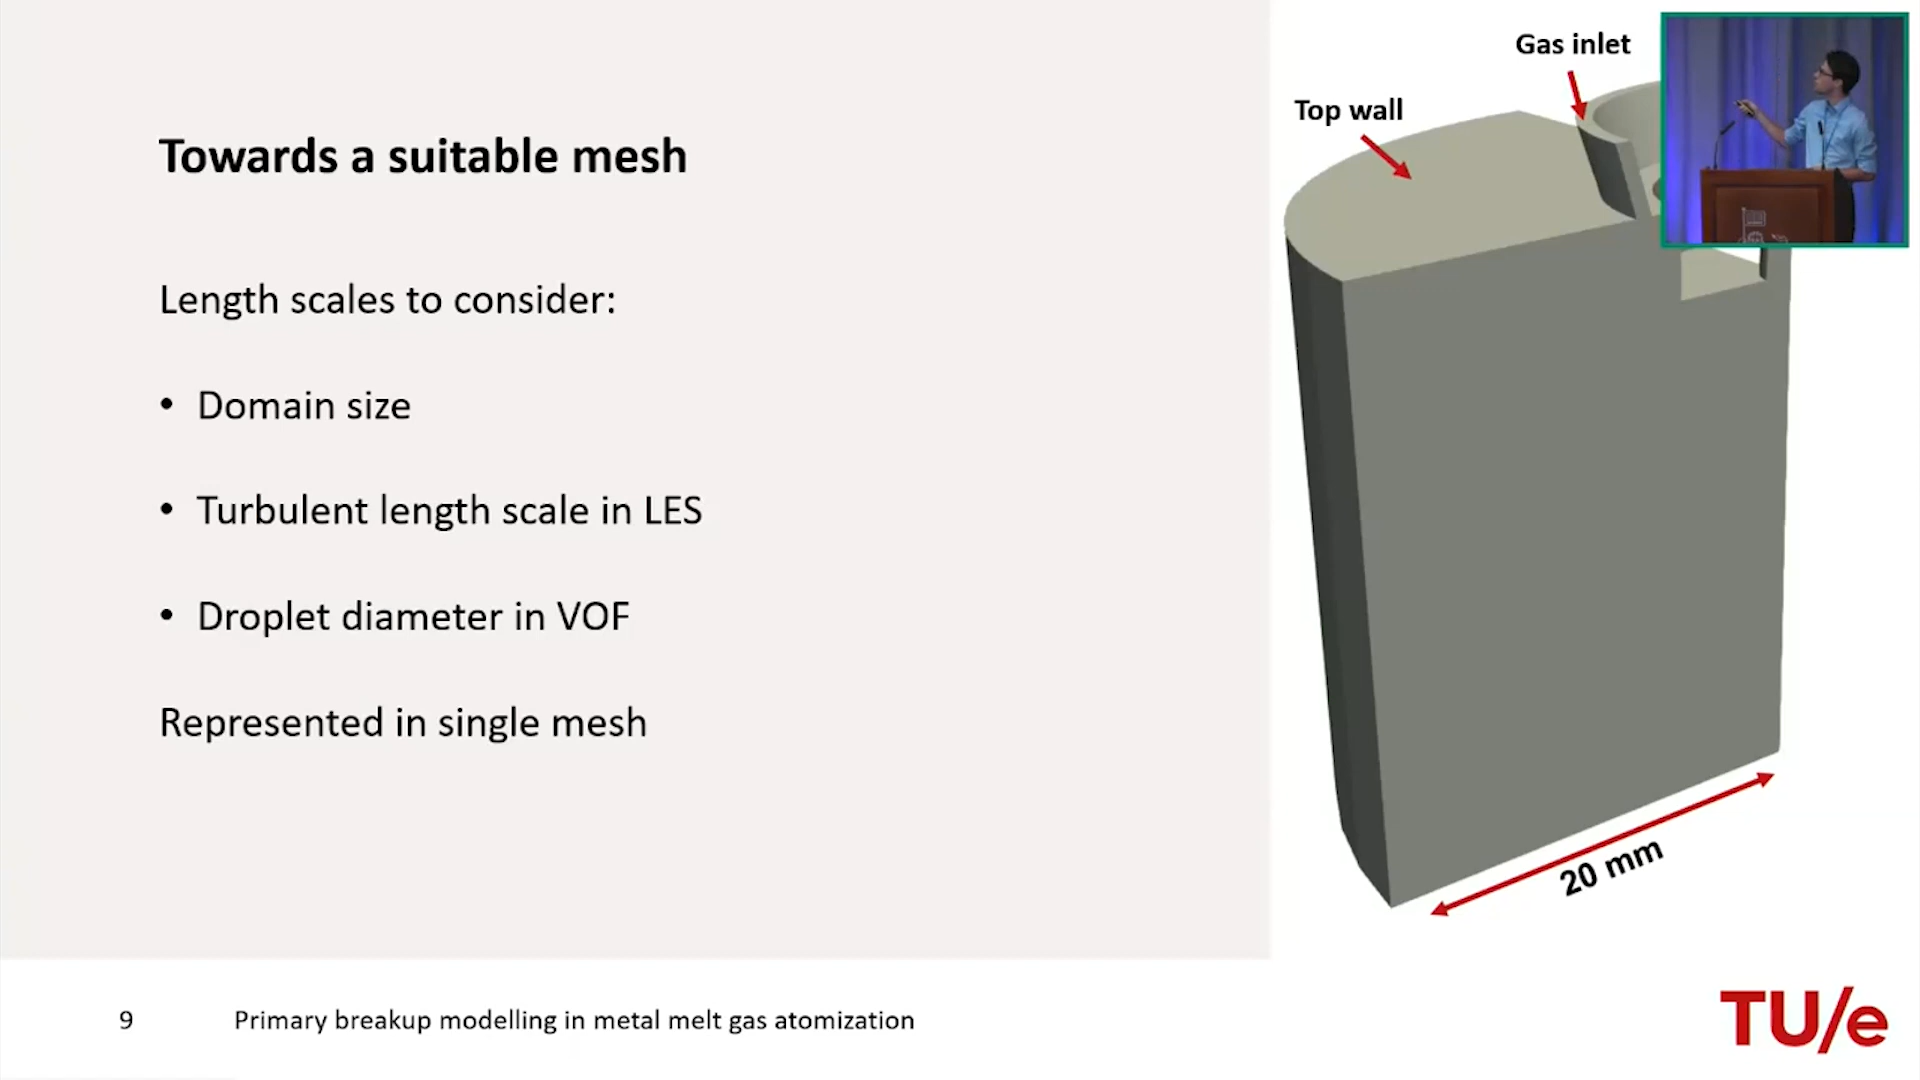 Towards a suitable mesh
Length scales to consider:
• Domain size
• Turbulent length scale in LES
• Droplet diameter in VOF
Represented in single mesh
Gas inlet
Top wall
20 mm
9
Primary breakup modelling in metal melt gas atomization
TU/e